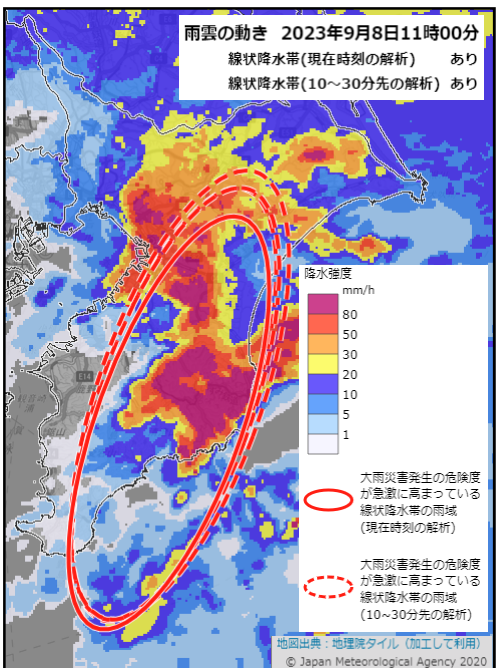 雨雲の動き 2023年9月8日11時00分
線状降水帯(現在時刻の解析) あり
線状降水帯(10～30分先の解析) あり
降水強度
mm/h
80
50
30
20
10
5
1
E14
大雨災害発生の危険度
が急激に高まっている
線状降水帯の雨域
(現在時刻の解析)
大雨災害発生の危険度
が急激に高まっている
線状降水帯の雨域
(10~30分先の解析)
地図出典：地理院タイル（加工して利用）
© Japan Meteorological Agency 2020